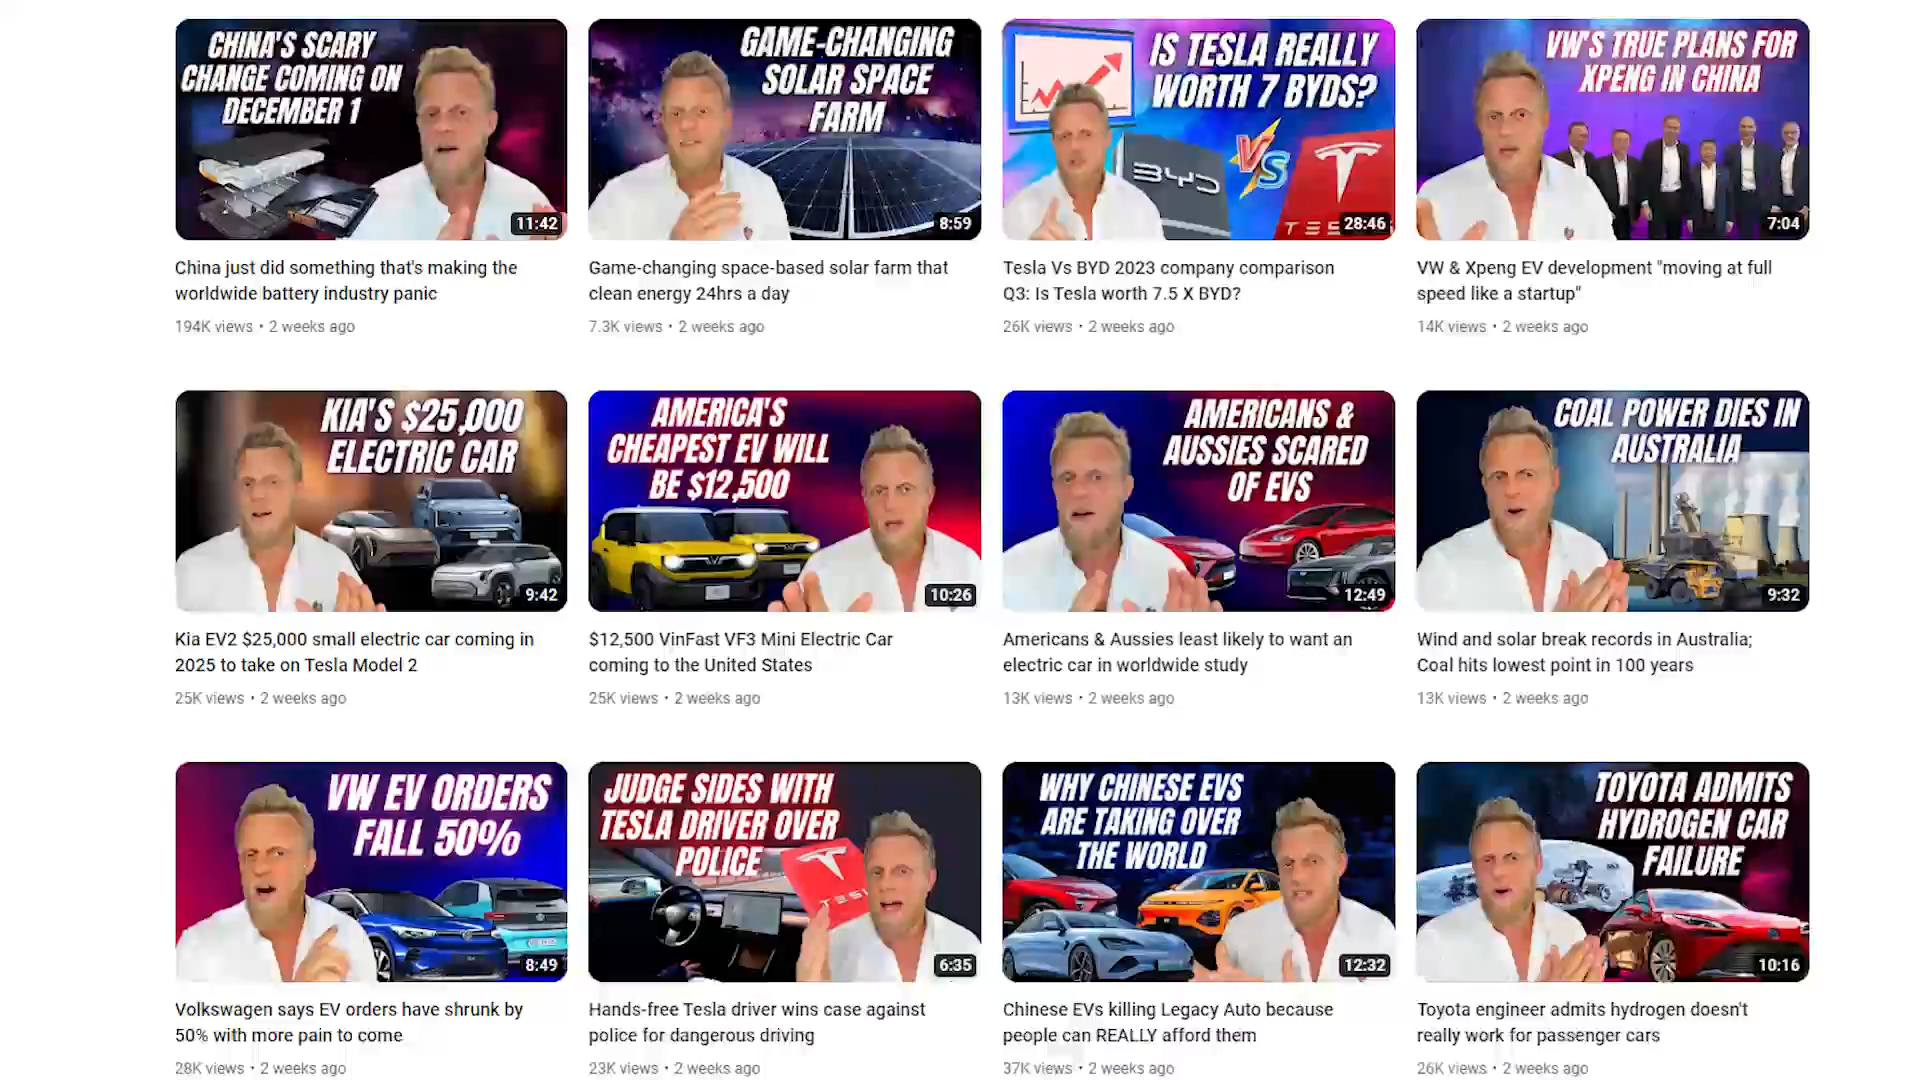 CHINA'S SCARY
CHANGE COMING ON
DECEMBER 1
11:42
China just did something that's making the
worldwide battery industry panic
194K views • 2 weeks ago
GAME-CHANGING
SOLAR SPACE
FARM
8:59
Game-changing space-based solar farm that
clean energy 24hrs a day
7.3K views • 2 weeks ago
IS TESLA REALLY
WORTH 7 BYDS?
BYD
VS
TES
28:46
Tesla Vs BYD 2023 company comparison
Q3: Is Tesla worth 7.5 X BYD?
26K views • 2 weeks ago
VW'S TRUE PLANS FOR
XPENG IN CHINA
7:04
VW & Xpeng EV development "moving at full
speed like a startup"
14K views • 2 weeks ago
KIA'S $25,000
ELECTRIC CAR
9:42
Kia EV2 $25,000 small electric car coming in
2025 to take on Tesla Model 2
25K views • 2 weeks ago
AMERICA'S
CHEAPEST EV WILL
BE $12,500
10:26
$12,500 VinFast VF3 Mini Electric Car
coming to the United States
25K views • 2 weeks ago
AMERICANS &
AUSSIES SCARED
OF EVS
12:49
Americans & Aussies least likely to want an
electric car in worldwide study
13K views • 2 weeks ago
COAL POWER DIES IN
AUSTRALIA
9:32
Wind and solar break records in Australia;
Coal hits lowest point in 100 years
13K views • 2 weeks ago
VW EV ORDERS
FALL 50%
8:49
Volkswagen says EV orders have shrunk by
50% with more pain to come
28K views • 2 weeks ago
JUDGE SIDES WITH
TESLA DRIVER OVER
POLICE
TESL
6:35
Hands-free Tesla driver wins case against
police for dangerous driving
23K views • 2 weeks ago
WHY CHINESE EVS
ARE TAKING OVER
THE WORLD
12:32
Chinese EVs killing Legacy Auto because
people can REALLY afford them
37K views • 2 weeks ago
TOYOTA ADMITS
HYDROGEN CAR
FAILURE
10:16
Toyota engineer admits hydrogen doesn't
really work for passenger cars
26K views • 2 weeks ago